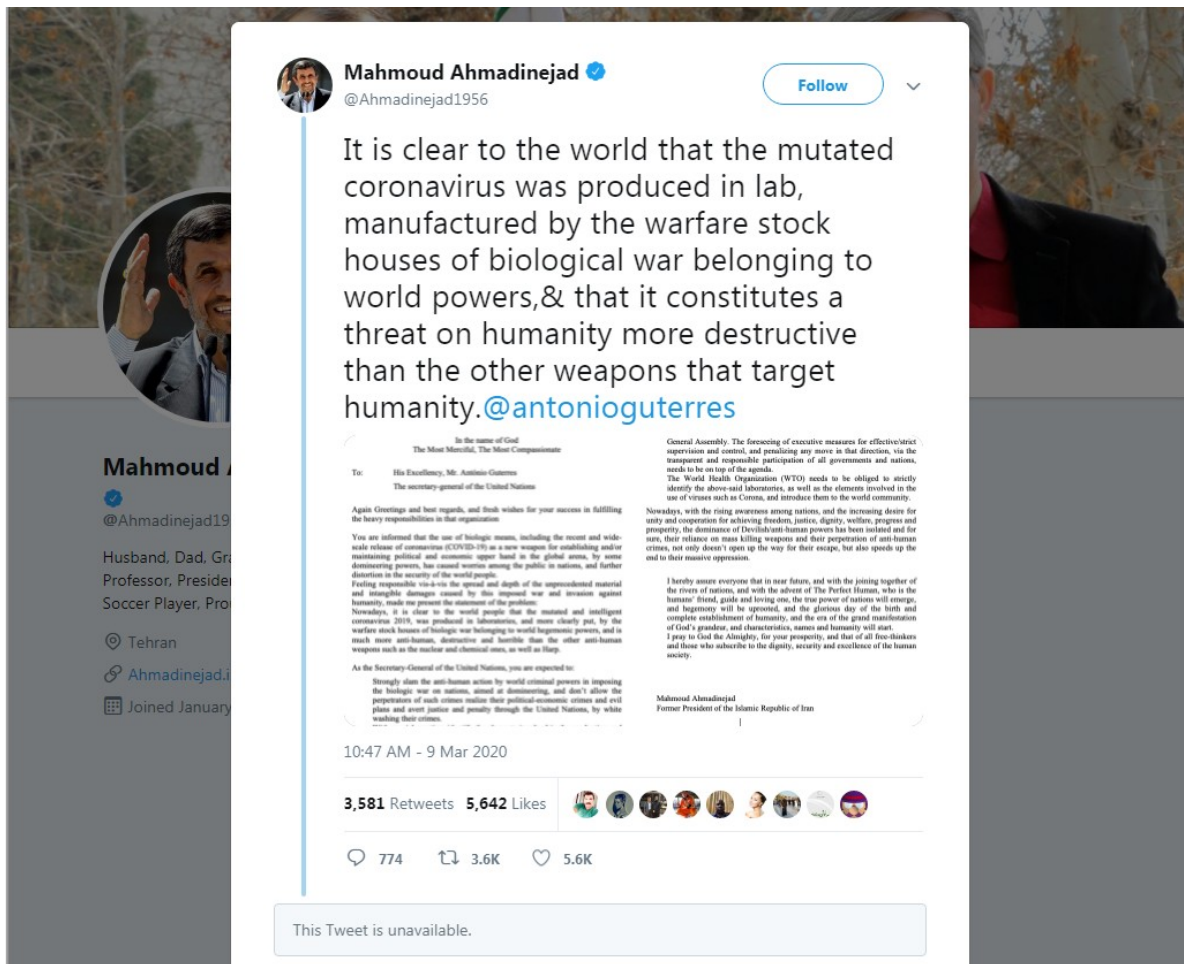 Mahmoud Ahmadinejad
@Ahmadinejad1956
Follow
It is clear to the world that the mutated
coronavirus was produced in lab,
manufactured by the warfare stock
houses of biological war belonging to
world powers,& that it constitutes a
threat on humanity more destructive
than the other weapons that target
humanity.@antonioguterres
In the name of God
The Most Merciful, The Most Compassionate
To: His Excellency, Mr. António Guterres
The secretary-general of the United Nations
Again Greetings and best regards, and fresh wishes for your success in fulfilling
the heavy responsibilities in that organization
You are informed that the use of biologic means, including the recent and wide-
scale release of coronavirus (COVID-19) as a new weapon for establishing and/or
maintaining political and economic upper hand in the global arena, by some
domineering powers, has caused worries among the public in nations, and further
distortion in the security of the world people.
Feeling responsible vis-à-vis the spread and depth of the unprecedented material
and intangible damages caused by this imposed war and invasion against
humanity, made me present the statement of the problem:
Nowadays, it is clear to the world people that the mutated and intelligent
coronavirus 2019, was produced in laboratories, and more clearly put, by the
warfare stock houses of biologic war belonging to world hegemonic powers, and is
much more anti-human, destructive and horrible than the other anti-human
weapons such as the nuclear and chemical ones, as well as Harp.
As the Secretary-General of the United Nations, you are expected to:
Strongly slam the anti-human action by world criminal powers in imposing
the biologic war on nations, aimed at domineering, and don't allow the
perpetrators of such crimes realize their political-economic crimes and evil
plans and avert justice and penalty through the United Nations, by white
washing their crimes.
General Assembly. The foreseeing of executive measures for effective/strict
supervision and control, and penalizing any move in that direction, via the
transparent and responsible participation of all governments and nations,
needs to be on top of the agenda.
The World Health Organization (WTO) needs to be obliged to strictly
identify the above-said laboratories, as well as the elements involved in the
use of viruses such as Corona, and introduce them to the world community.
Nowadays, with the rising awareness among nations, and the increasing desire for
unity and cooperation for achieving freedom, justice, dignity, welfare, progress and
prosperity, the dominance of Devilish/anti-human powers has been isolated and for
sure, their reliance on mass killing weapons and their perpetration of anti-human
crimes, not only doesn't open up the way for their escape, but also speeds up the
end to their massive oppression.
I hereby assure everyone that in near future, and with the joining together of
the rivers of nations, and with the advent of The Perfect Human, who is the
humans' friend, guide and loving one, the true power of nations will emerge,
and hegemony will be uprooted, and the glorious day of the birth and
complete establishment of humanity, and the era of the grand manifestation
of God's grandeur, and characteristics, names and humanity will start.
I pray to God the Almighty, for your prosperity, and that of all free-thinkers
and those who subscribe to the dignity, security and excellence of the human
society.
Mahmoud Ahmadinejad
Former President of the Islamic Republic of Iran
10:47 AM - 9 Mar 2020
3,581 Retweets 5,642 Likes
774 3.6K 5.6K
This Tweet is unavailable.
Mahmoud A
@Ahmadinejad19
Husband, Dad, Gra
Professor, Preside
Soccer Player, Pro
Tehran
Ahmadinejad.i
Joined January